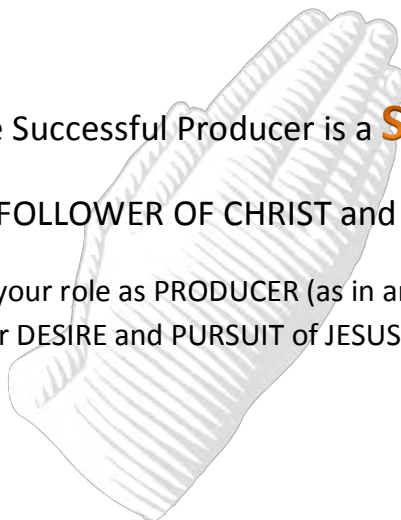 e Successful Producer is a S
FOLLOWER OF CHRIST and
your role as PRODUCER (as in an
r DESIRE and PURSUIT of JESUS